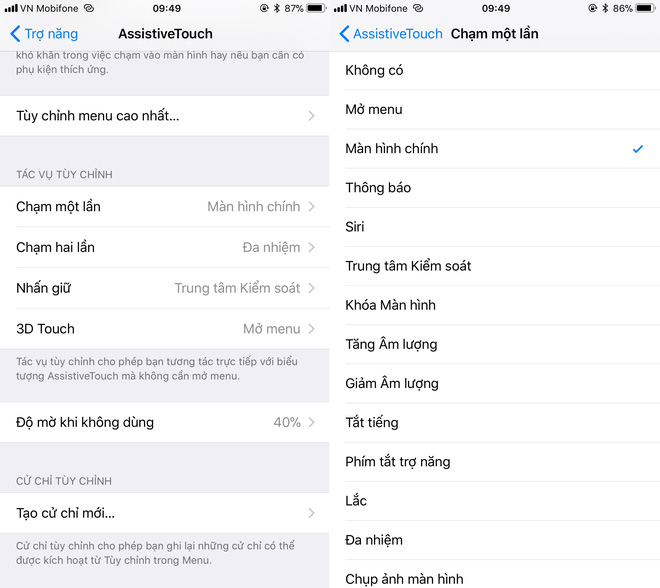 VN Mobifone 09:49 87%
Trợ năng AssistiveTouch
khó khăn trong việc chạm vào màn hình hay nếu bạn cần có
phụ kiện thích ứng.
Tùy chỉnh menu cao nhất...
TÁC VỤ TÙY CHỈNH
Chạm một lần Màn hình chính
Chạm hai lần Đa nhiệm
Nhấn giữ Trung tâm Kiểm soát
3D Touch Mở menu
Tác vụ tùy chỉnh cho phép bạn tương tác trực tiếp với biểu
tượng AssistiveTouch mà không cần mở menu.
Độ mờ khi không dùng 40%
CỬ CHỈ TÙY CHỈNH
Tạo cử chỉ mới...
Cử chỉ tùy chỉnh cho phép bạn ghi lại những cử chỉ có thể
được kích hoạt từ Tùy chỉnh trong Menu.
VN Mobifone 09:49 86%
AssistiveTouch Chạm một lần
Không có
Mở menu
Màn hình chính
Thông báo
Siri
Trung tâm Kiểm soát
Khóa Màn hình
Tăng Âm lượng
Giảm Âm lượng
Tắt tiếng
Phím tắt trợ năng
Lắc
Đa nhiệm
Chụp ảnh màn hình